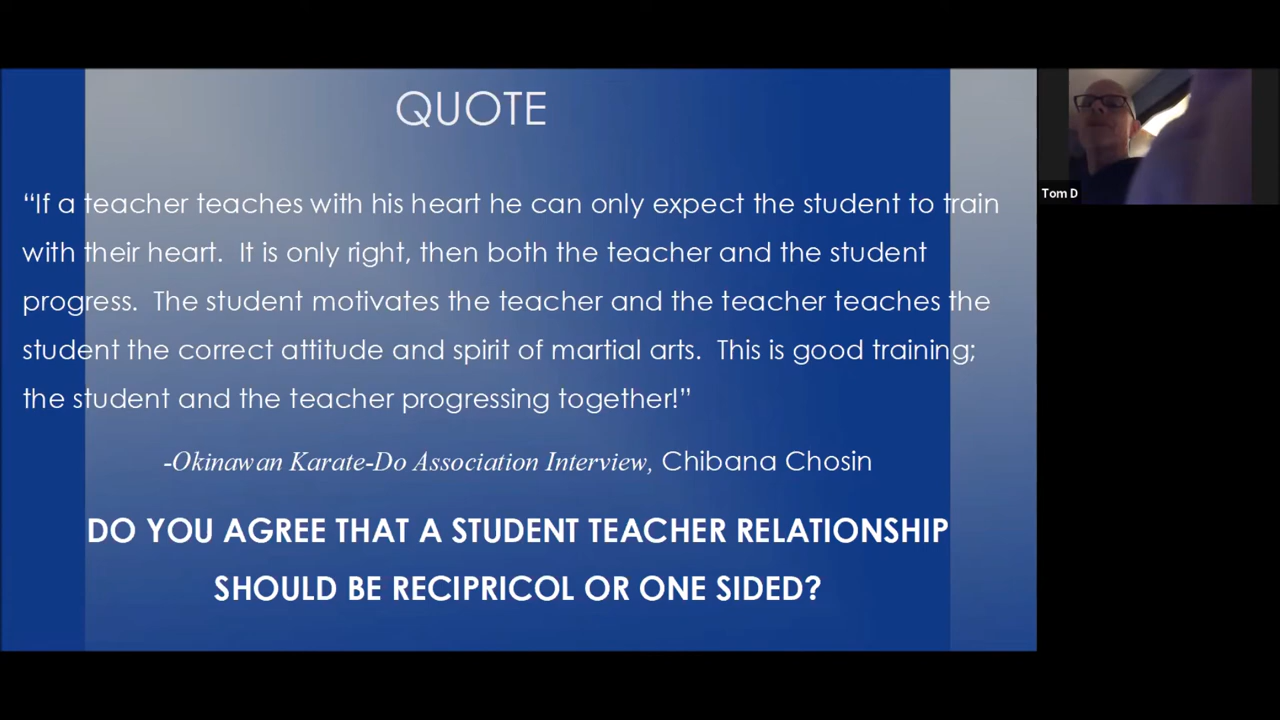 QUOTE
“If a teacher teaches with his heart he can only expect the student to train
with their heart. It is only right, then both the teacher and the student
progress. The student motivates the teacher and the teacher teaches the
student the correct attitude and spirit of martial arts. This is good training;
the student and the teacher progressing together!”
-Okinawan Karate-Do Association Interview, Chibana Chosin
DO YOU AGREE THAT A STUDENT TEACHER RELATIONSHIP
SHOULD BE RECIPRICOL OR ONE SIDED?
Tom D